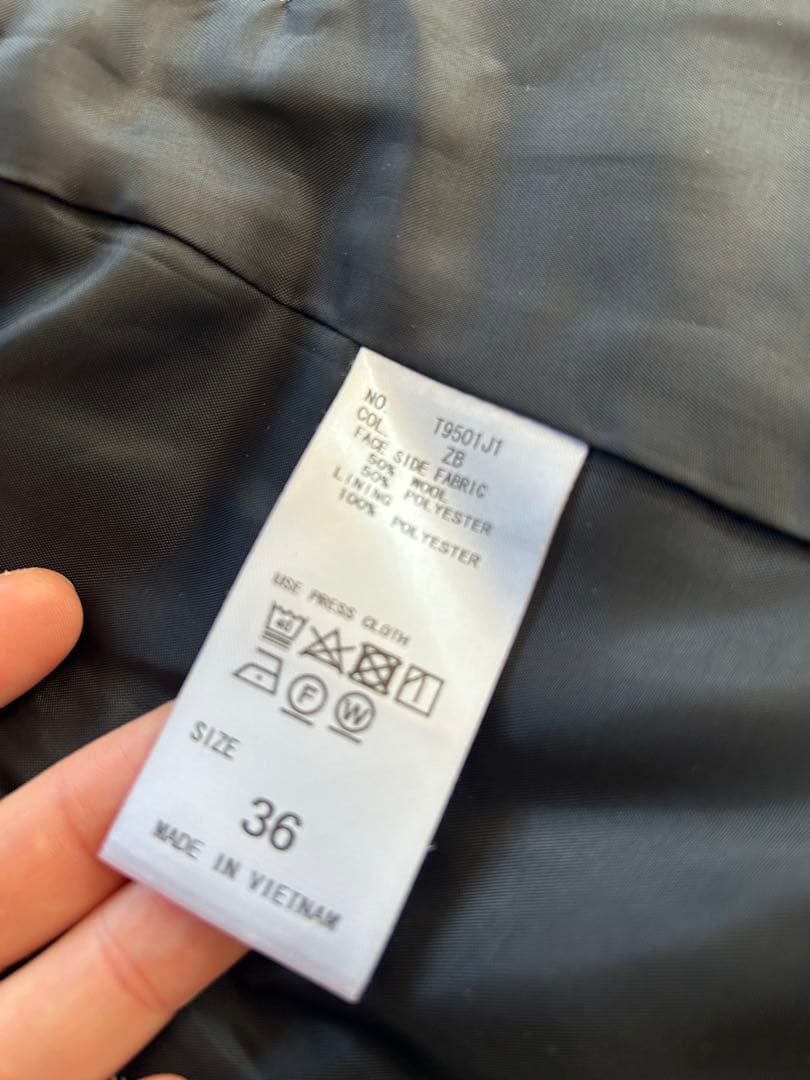 NO. T9501J1
COL. ZB
FACE SIDE FABRIC
50% WOOL
50% POLYESTER
LINING
100% POLYESTER
USE PRESS CLOTH
40
F W
SIZE
36
MADE IN VIETNAM